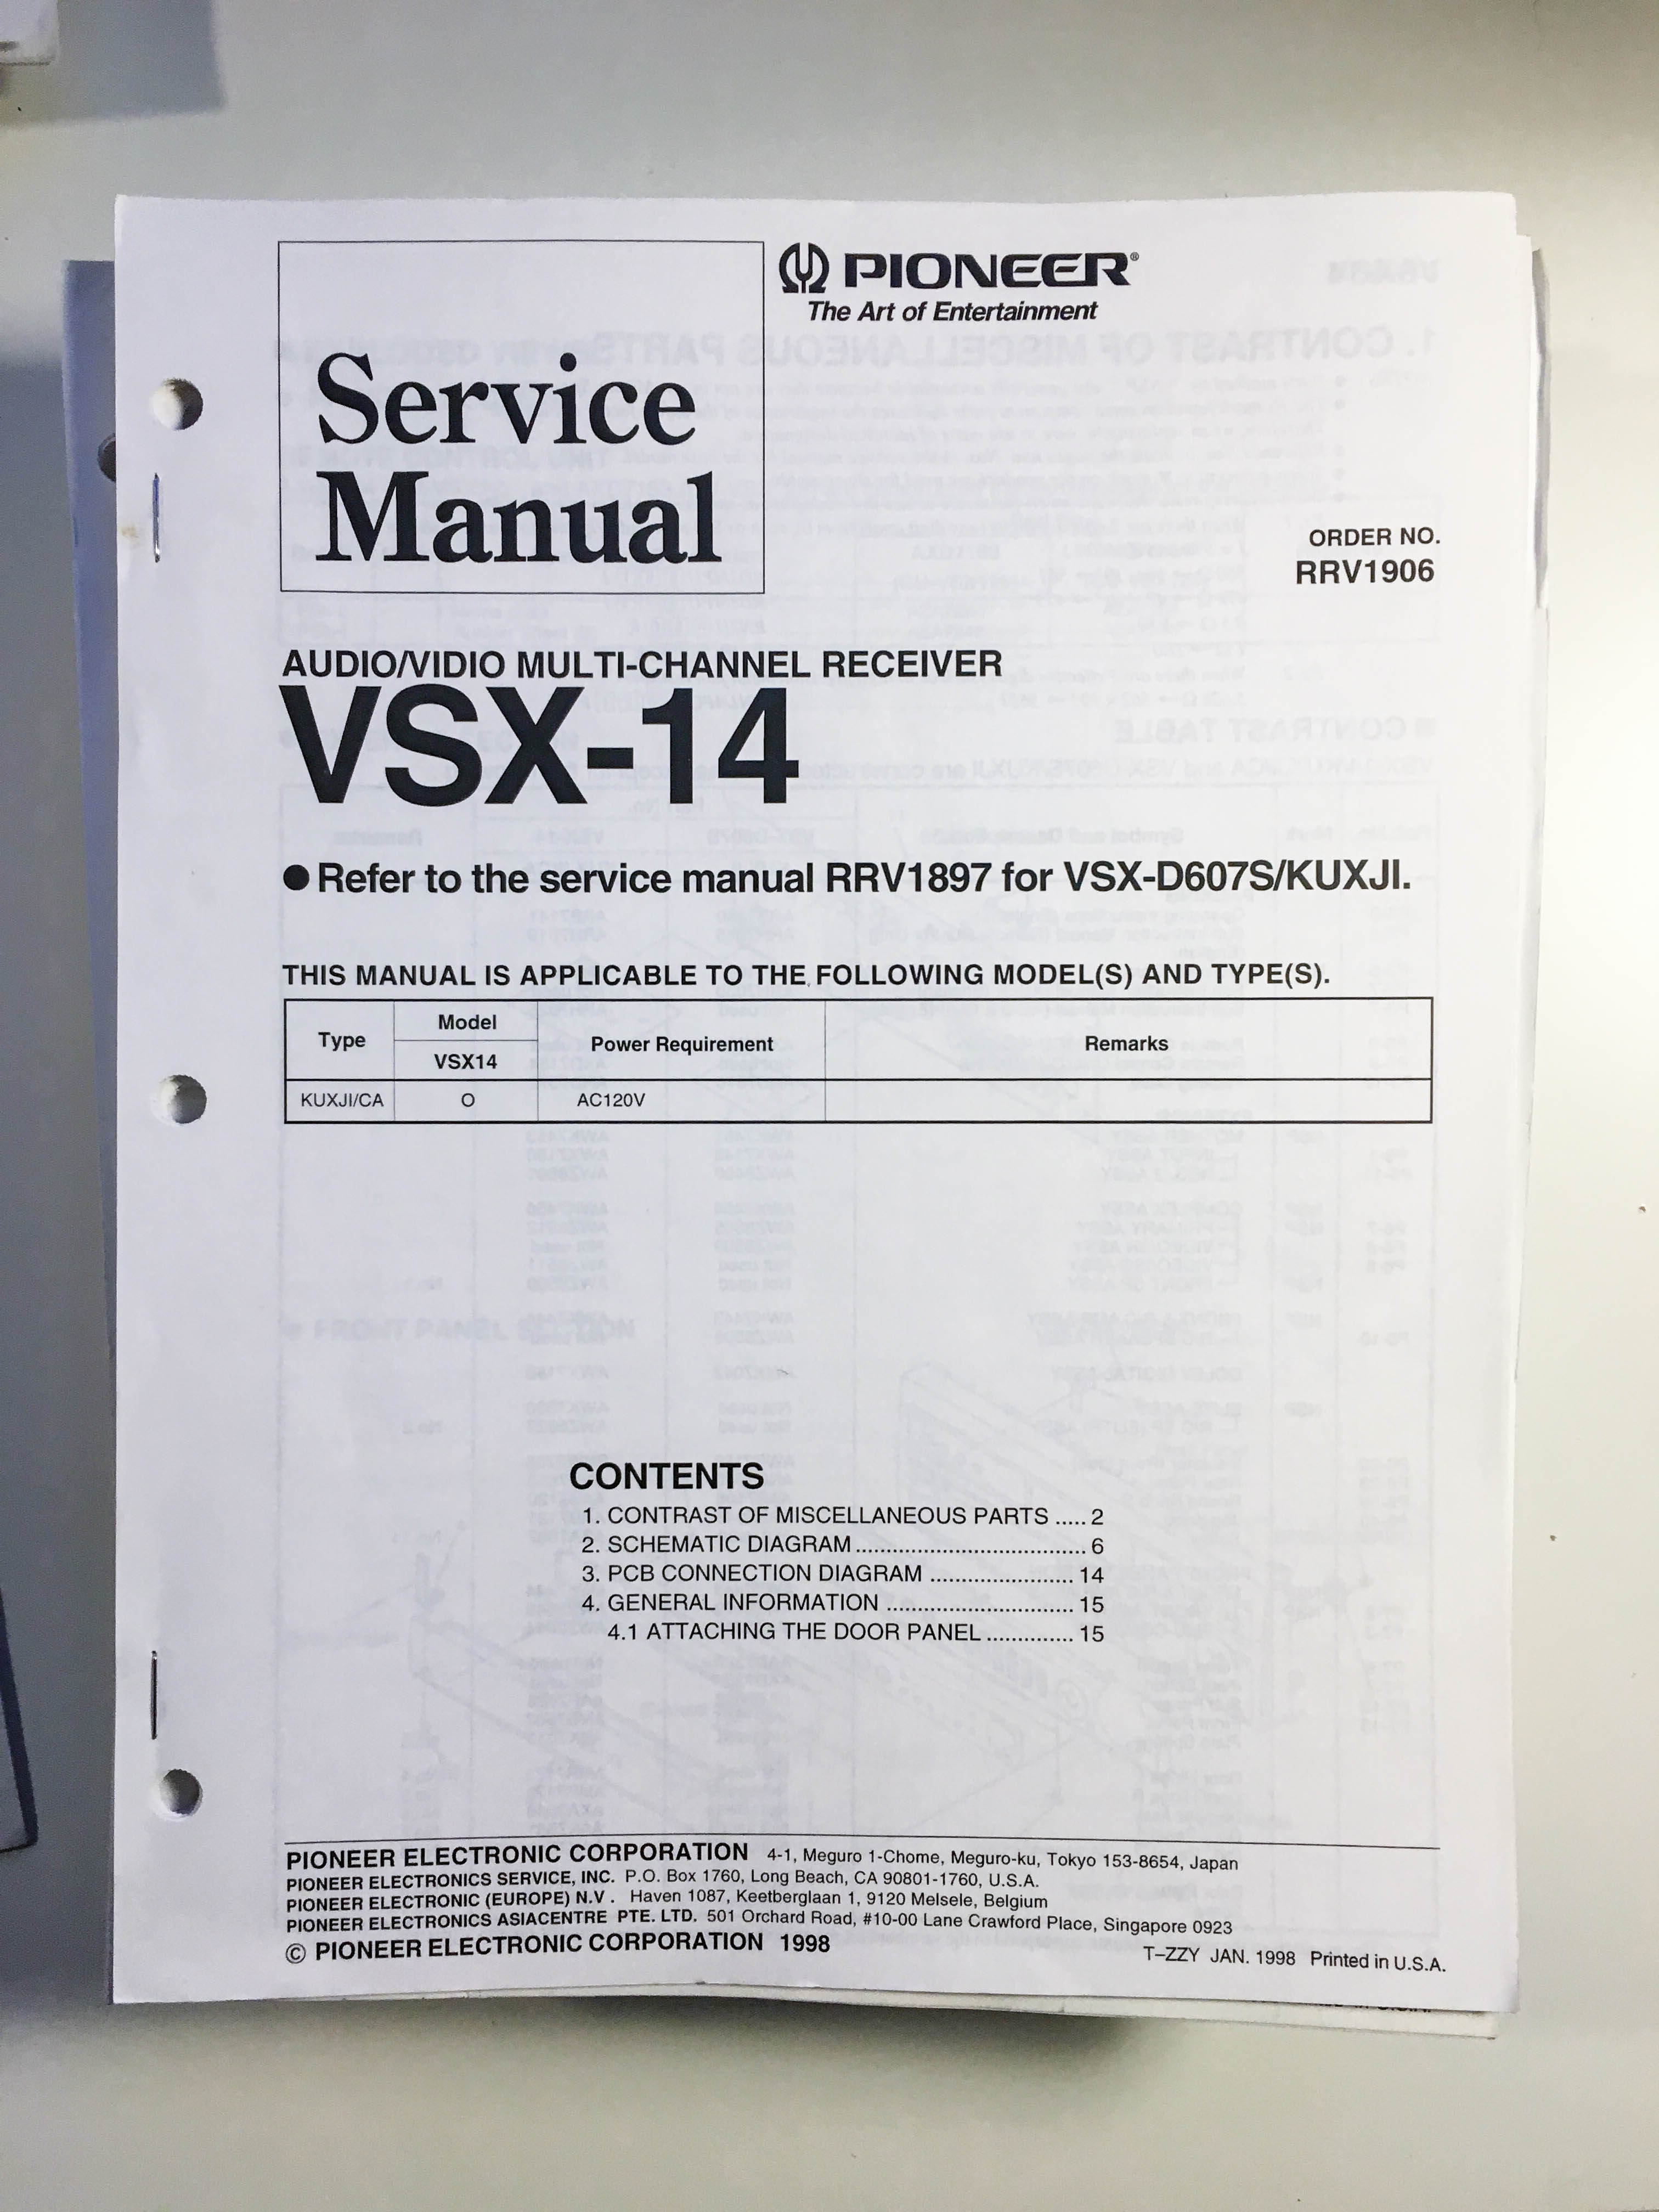 PIONEER®
The Art of Entertainment
Service
Manual
ORDER NO.
RRV1906
AUDIO/VIDIO MULTI-CHANNEL RECEIVER
VSX-14
● Refer to the service manual RRV1897 for VSX-D607S/KUXJI.
THIS MANUAL IS APPLICABLE TO THE FOLLOWING MODEL(S) AND TYPE(S).
Type Model Power Requirement Remarks
VSX14
KUXJI/CA O AC120V
CONTENTS
1. CONTRAST OF MISCELLANEOUS PARTS ..... 2
2. SCHEMATIC DIAGRAM ................................... 6
3. PCB CONNECTION DIAGRAM ...................... 14
4. GENERAL INFORMATION ............................. 15
4.1 ATTACHING THE DOOR PANEL .............. 15
PIONEER ELECTRONIC CORPORATION 4-1, Meguro 1-Chome, Meguro-ku, Tokyo 153-8654, Japan
PIONEER ELECTRONICS SERVICE, INC. P.O. Box 1760, Long Beach, CA 90801-1760, U.S.A.
PIONEER ELECTRONIC (EUROPE) N.V. Haven 1087, Keetberglaan 1, 9120 Melsele, Belgium
PIONEER ELECTRONICS ASIACENTRE PTE. LTD. 501 Orchard Road, #10-00 Lane Crawford Place, Singapore 0923
© PIONEER ELECTRONIC CORPORATION 1998
T–ZZY JAN. 1998 Printed in U.S.A.